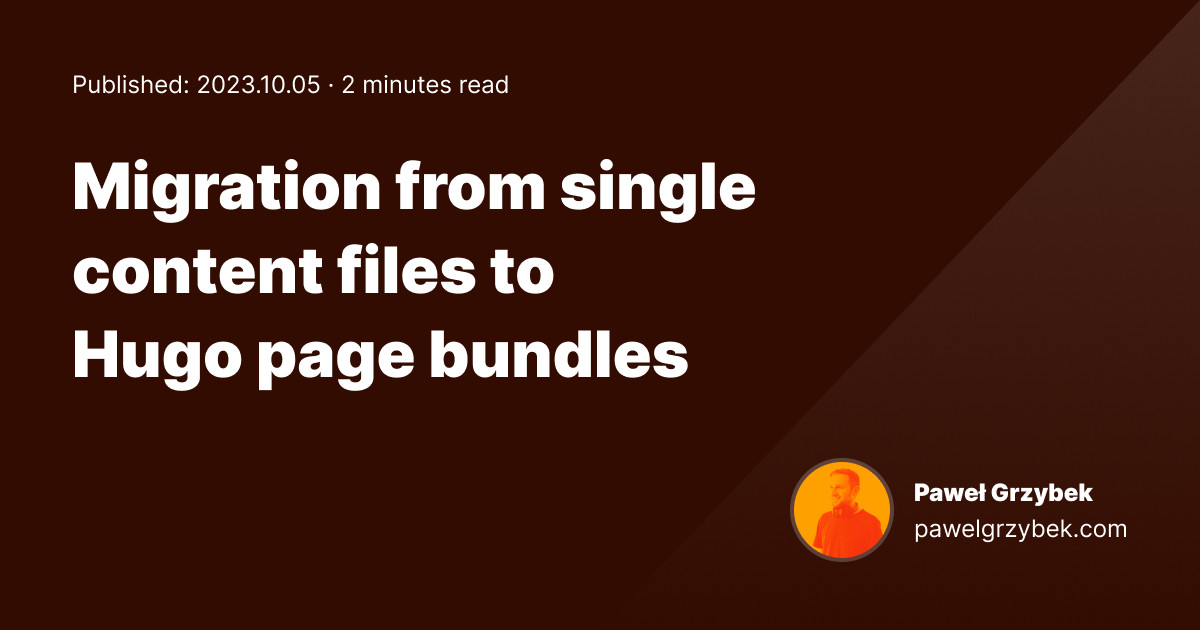 Published: 2023.10.05 · 2 minutes read
Migration from single
content files to
Hugo page bundles
Paweł Grzybek
pawelgrzybek.com